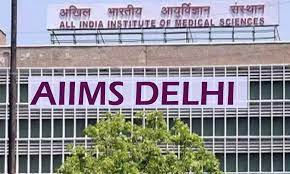 अखिल भारतीय आयुर्विज्ञान संस्थान
ALL INDIA INSTITUTE OF MEDICAL SCIENCES
AIIMS DELHI